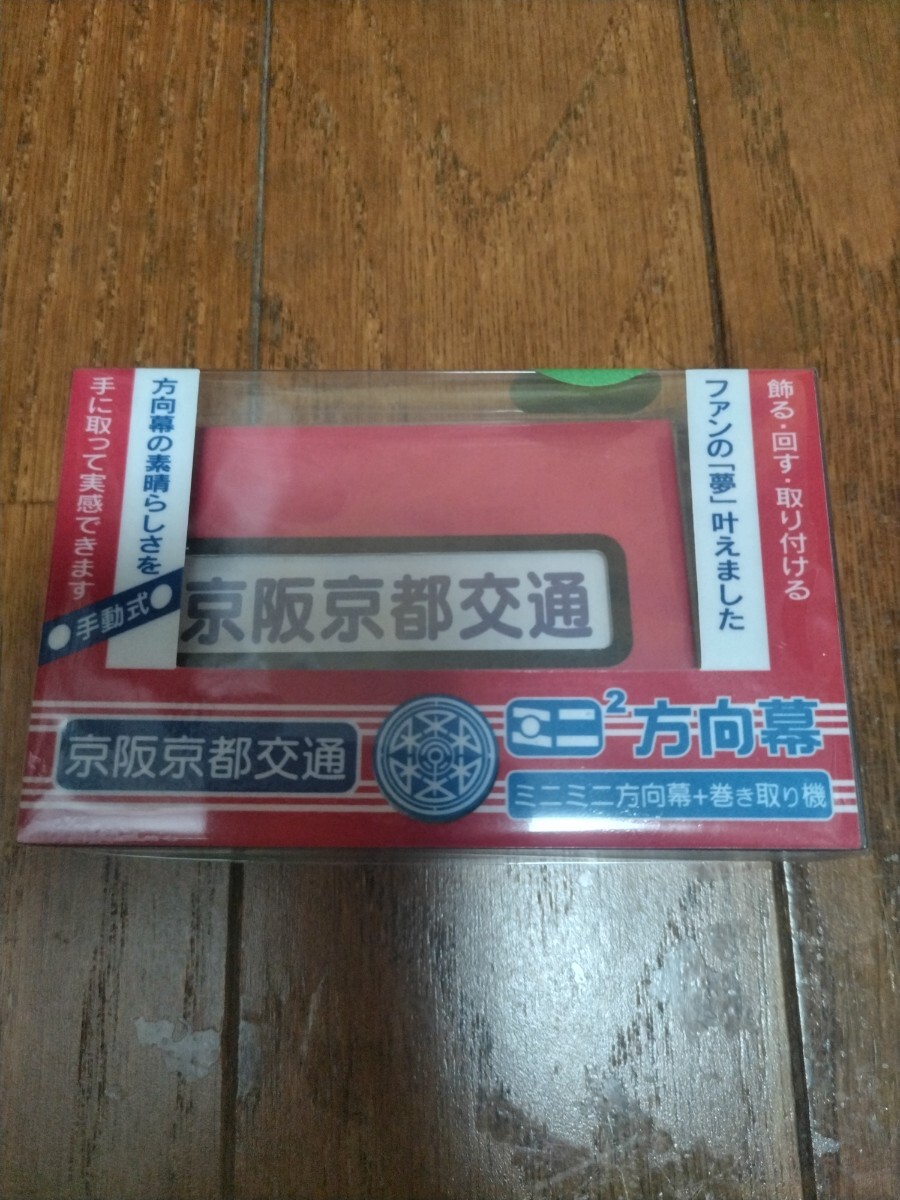 飾る・回す・取り付ける
ファンの「夢」叶えました
方向幕の素晴らしさを
手に取って実感できます
●手動式●
京阪京都交通
京阪京都交通
ミニ²方向幕
ミニミニ方向幕+巻き取り機